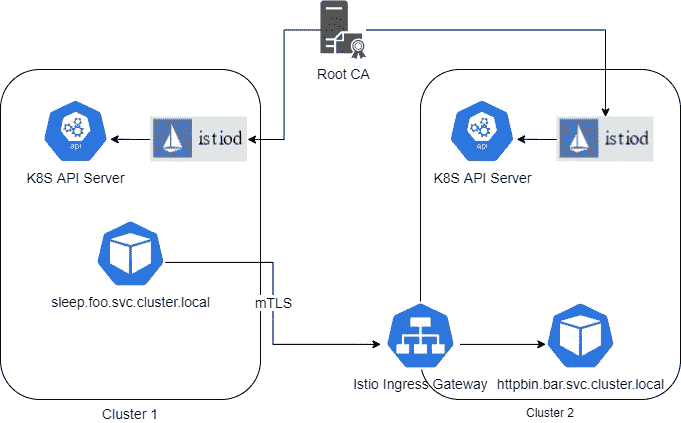 Root CA
istiod
istiod
api
api
K8S API Server
K8S API Server
sleep.foo.svc.cluster.local
mTLS
Istio Ingress Gateway
httpbin.bar.svc.cluster.local
Cluster 1
Cluster 2